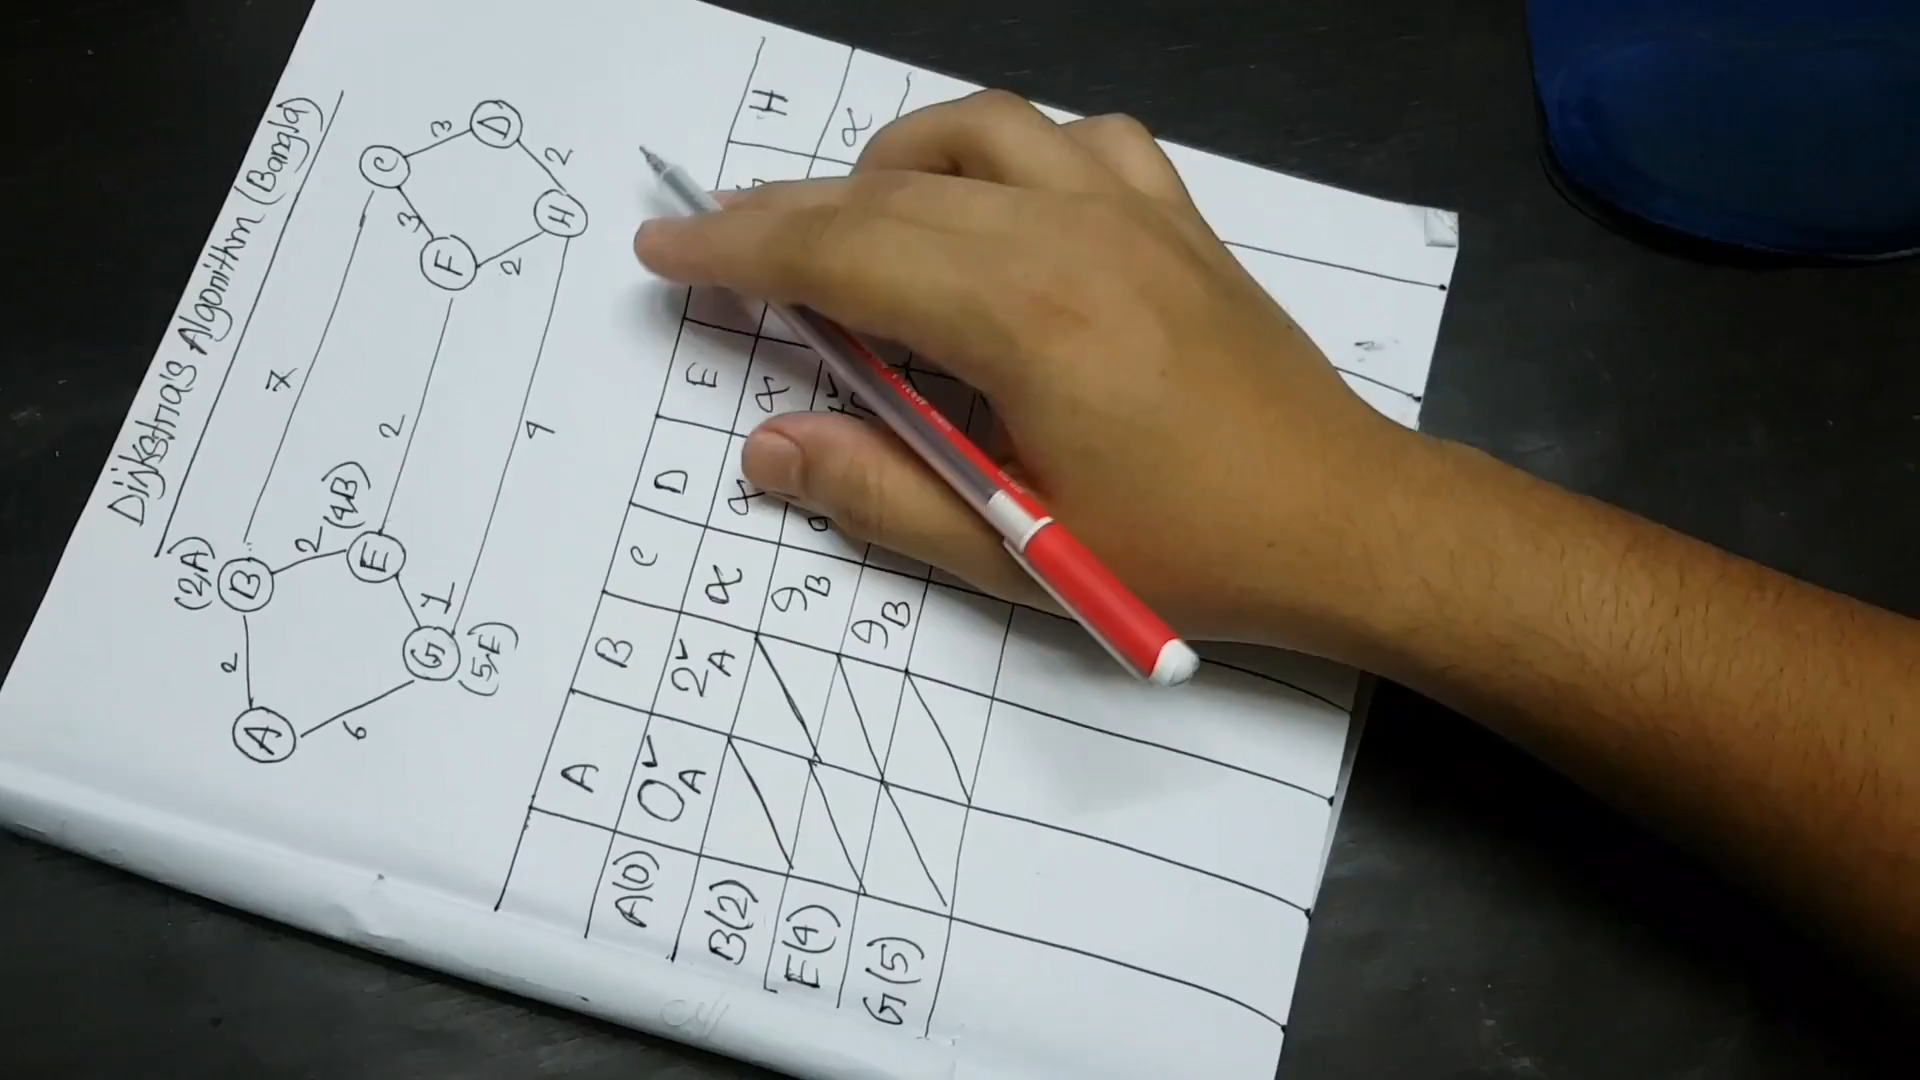 Dijkstra's Algorithm (Bangla)
C 3 D
3 2
F 2 H
7
2
4
(2,A) B 2 (4,B)
E
1
2 G (5,E)
A 6
A B C D E H
A(0) 0A ✓ 2A ✓ α α α α
B(2) 9B
E(4) 9B
G(5)